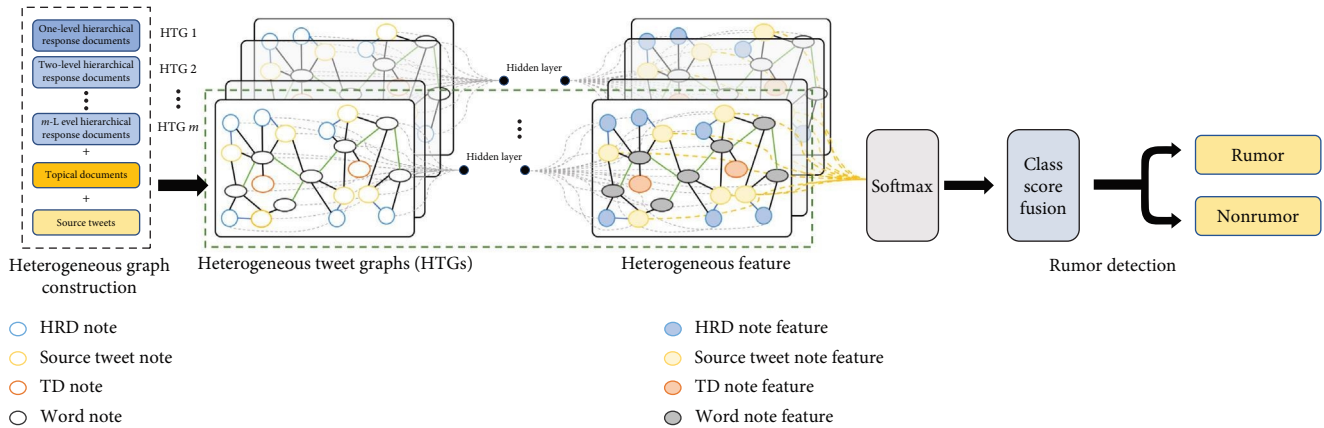 One-level hierarchical
response documents
HTG 1
Two-level hierarchical
response documents
HTG 2
m-L evel hierarchical
response documents
HTG m
+
Topical documents
+
Source tweets
Heterogeneous graph
construction
Hidden layer
Hidden layer
Heterogeneous tweet graphs (HTGs)
Heterogeneous feature
Softmax
Class
score
fusion
Rumor
Nonrumor
Rumor detection
HRD note
Source tweet note
TD note
Word note
HRD note feature
Source tweet note feature
TD note feature
Word note feature